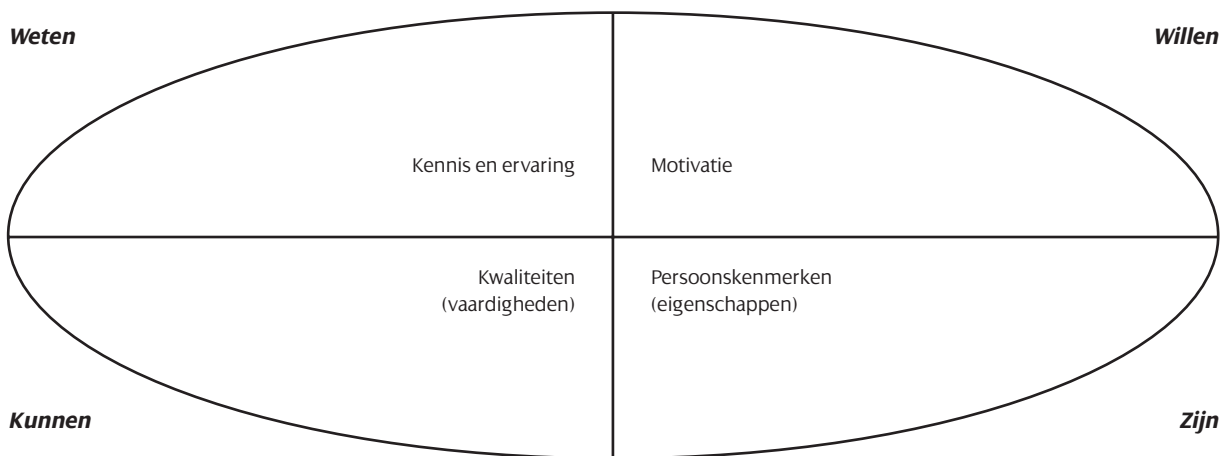 Weten
Willen
Kennis en ervaring
Motivatie
Kwaliteiten
(vaardigheden)
Persoonskenmerken
(eigenschappen)
Kunnen
Zijn